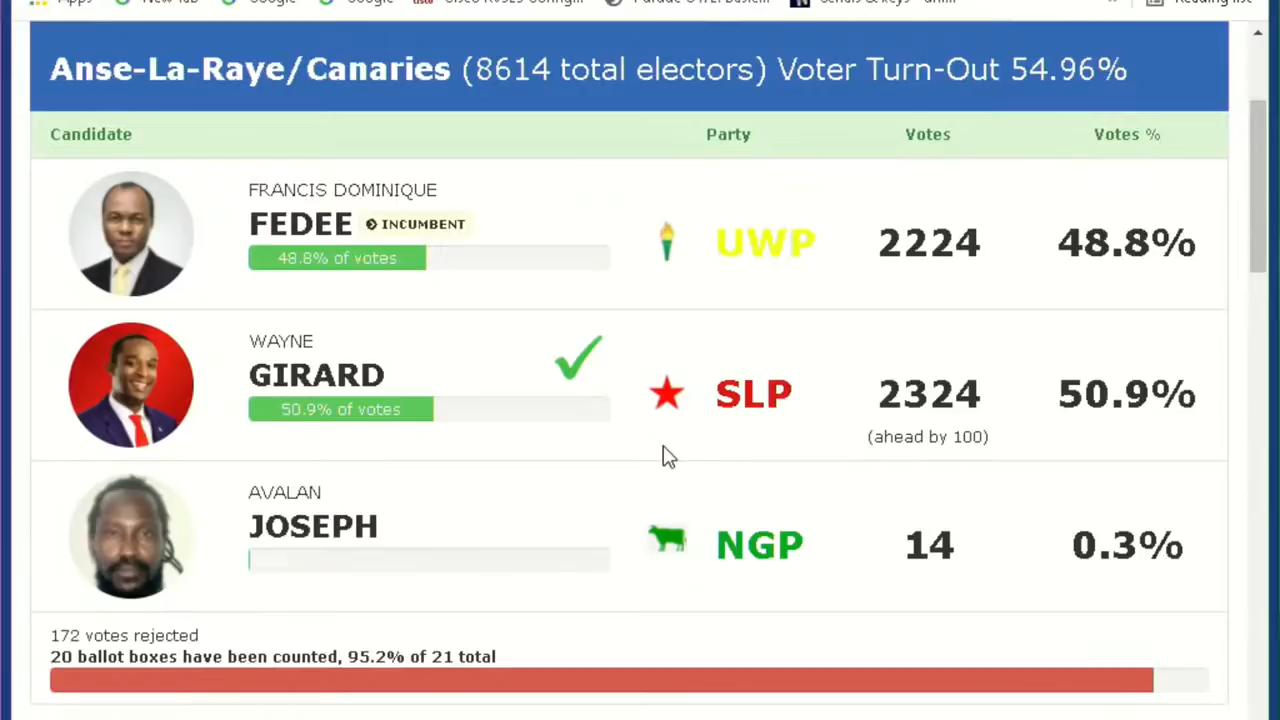 Apps
New Tab
Google
Google
Reading list
Anse-La-Raye/Canaries (8614 total electors) Voter Turn-Out 54.96%
Candidate Party Votes Votes %
FRANCIS DOMINIQUE
FEDEE INCUMBENT
48.8% of votes
UWP 2224 48.8%
WAYNE
GIRARD
50.9% of votes
SLP 2324 50.9%
(ahead by 100)
AVALAN
JOSEPH
NGP 14 0.3%
172 votes rejected
20 ballot boxes have been counted, 95.2% of 21 total